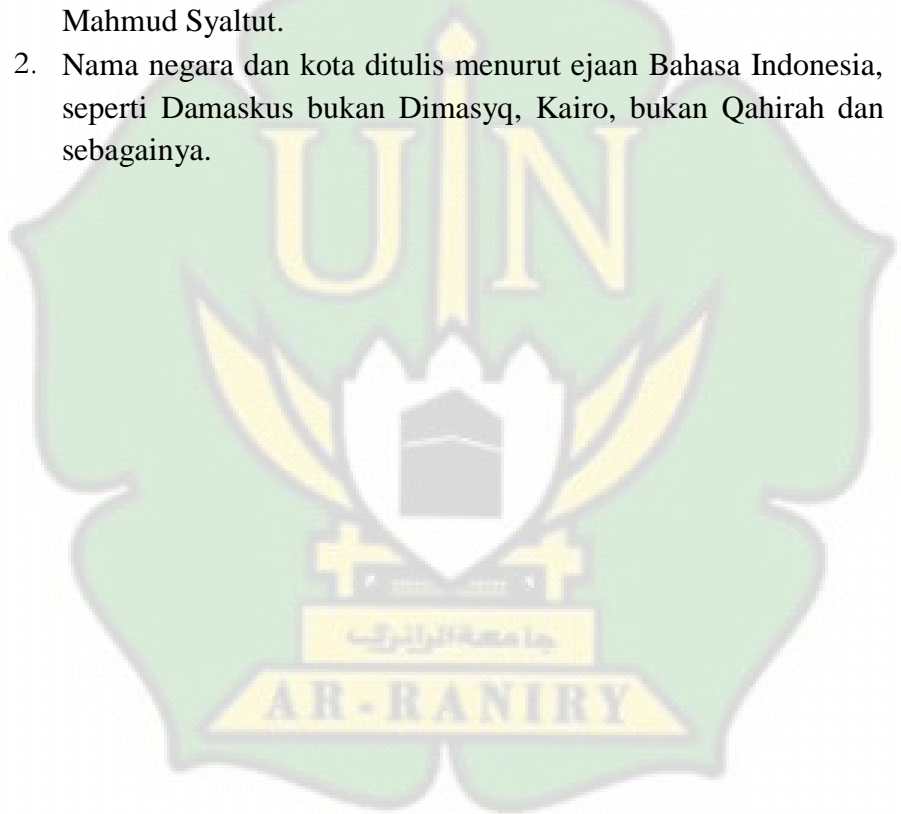 Mahmud Syaltut.
2. Nama negara dan kota ditulis menurut ejaan Bahasa Indonesia,
seperti Damaskus bukan Dimasyq, Kairo, bukan Qahirah dan
sebagainya.
UIN
جامعةالرانري
AR-RANIRY